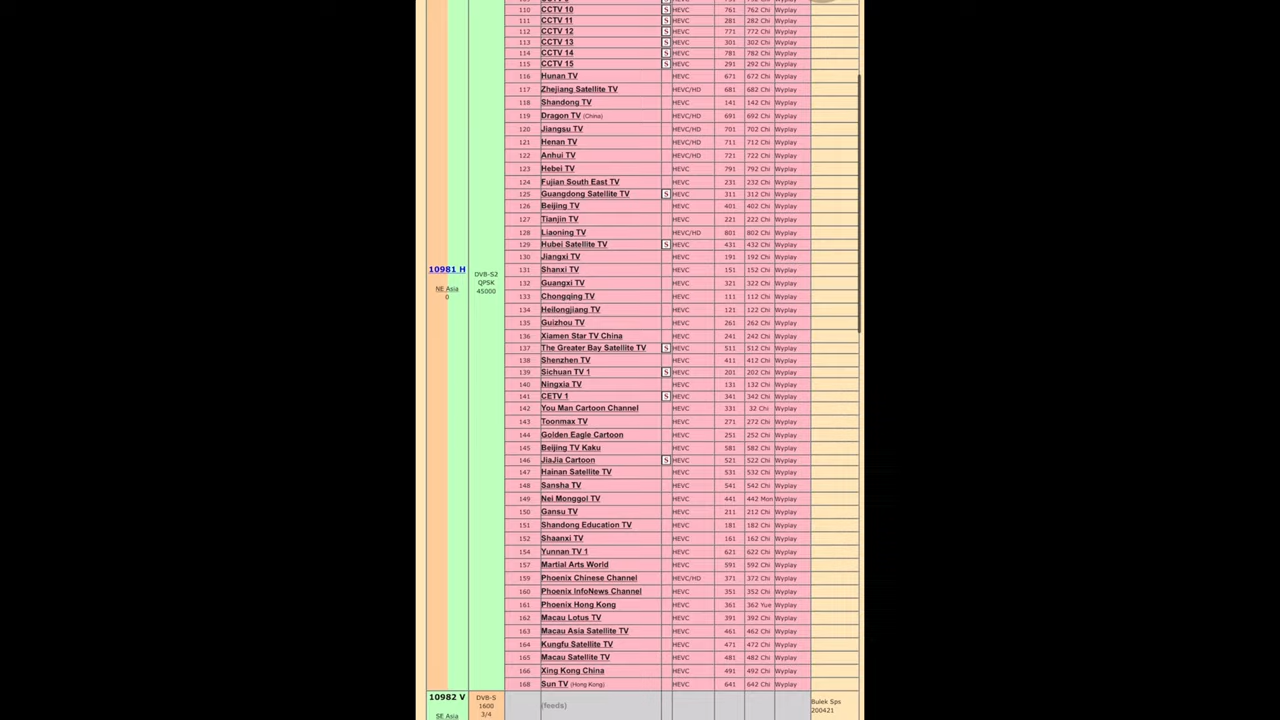 110 CCTV 10 S HEVC 761 762 Chi Wyplay
111 CCTV 11 S HEVC 281 282 Chi Wyplay
112 CCTV 12 S HEVC 771 772 Chi Wyplay
113 CCTV 13 S HEVC 301 302 Chi Wyplay
114 CCTV 14 S HEVC 781 782 Chi Wyplay
115 CCTV 15 S HEVC 291 292 Chi Wyplay
116 Hunan TV HEVC 671 672 Chi Wyplay
117 Zhejiang Satellite TV HEVC/HD 681 682 Chi Wyplay
118 Shandong TV HEVC 141 142 Chi Wyplay
119 Dragon TV (China) HEVC/HD 691 692 Chi Wyplay
120 Jiangsu TV HEVC/HD 701 702 Chi Wyplay
121 Henan TV HEVC/HD 711 712 Chi Wyplay
122 Anhui TV HEVC/HD 721 722 Chi Wyplay
123 Hebei TV HEVC 791 792 Chi Wyplay
124 Fujian South East TV HEVC 231 232 Chi Wyplay
125 Guangdong Satellite TV S HEVC 311 312 Chi Wyplay
126 Beijing TV HEVC 401 402 Chi Wyplay
127 Tianjin TV HEVC 221 222 Chi Wyplay
128 Liaoning TV HEVC/HD 801 802 Chi Wyplay
129 Hubei Satellite TV S HEVC 431 432 Chi Wyplay
130 Jiangxi TV HEVC 191 192 Chi Wyplay
10981 H
NE Asia
0
DVB-S2
QPSK
45000
131 Shanxi TV HEVC 151 152 Chi Wyplay
132 Guangxi TV HEVC 321 322 Chi Wyplay
133 Chongqing TV HEVC 111 112 Chi Wyplay
134 Heilongjiang TV HEVC 121 122 Chi Wyplay
135 Guizhou TV HEVC 261 262 Chi Wyplay
136 Xiamen Star TV China HEVC 241 242 Chi Wyplay
137 The Greater Bay Satellite TV S HEVC 511 512 Chi Wyplay
138 Shenzhen TV HEVC 411 412 Chi Wyplay
139 Sichuan TV 1 S HEVC 201 202 Chi Wyplay
140 Ningxia TV HEVC 131 132 Chi Wyplay
141 CETV 1 S HEVC 341 342 Chi Wyplay
142 You Man Cartoon Channel HEVC 331 32 Chi Wyplay
143 Toonmax TV HEVC 271 272 Chi Wyplay
144 Golden Eagle Cartoon HEVC 251 252 Chi Wyplay
145 Beijing TV Kaku HEVC 581 582 Chi Wyplay
146 JiaJia Cartoon S HEVC 521 522 Chi Wyplay
147 Hainan Satellite TV HEVC 531 532 Chi Wyplay
148 Sansha TV HEVC 541 542 Chi Wyplay
149 Nei Monggol TV HEVC 441 442 Mon Wyplay
150 Gansu TV HEVC 211 212 Chi Wyplay
151 Shandong Education TV HEVC 181 182 Chi Wyplay
152 Shaanxi TV HEVC 161 162 Chi Wyplay
154 Yunnan TV 1 HEVC 621 622 Chi Wyplay
157 Martial Arts World HEVC 591 592 Chi Wyplay
159 Phoenix Chinese Channel HEVC/HD 371 372 Chi Wyplay
160 Phoenix InfoNews Channel HEVC 351 352 Chi Wyplay
161 Phoenix Hong Kong HEVC 361 362 Yue Wyplay
162 Macau Lotus TV HEVC 391 392 Chi Wyplay
163 Macau Asia Satellite TV HEVC 461 462 Chi Wyplay
164 Kungfu Satellite TV HEVC 471 472 Chi Wyplay
165 Macau Satellite TV HEVC 481 482 Chi Wyplay
166 Xing Kong China HEVC 491 492 Chi Wyplay
168 Sun TV (Hong Kong) HEVC 641 642 Chi Wyplay
10982 V
SE Asia
DVB-S
1600
3/4
(feeds)
Bulek Sps
200421